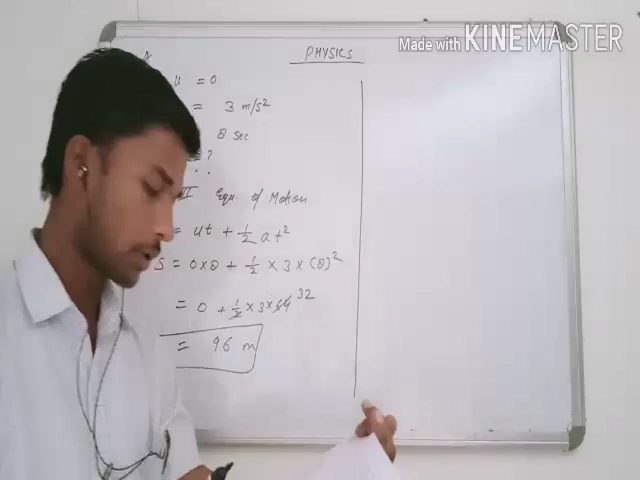 Made with KINEMASTER
PHYSICS
u = 0
= 3 m/s²
8 sec
= ?
II Equ. of Motion
= ut + 1/2 at²
S = 0×8 + 1/2 × 3 × (8)²
= 0 + 1/2 × 3 × 64 32
= 96 m